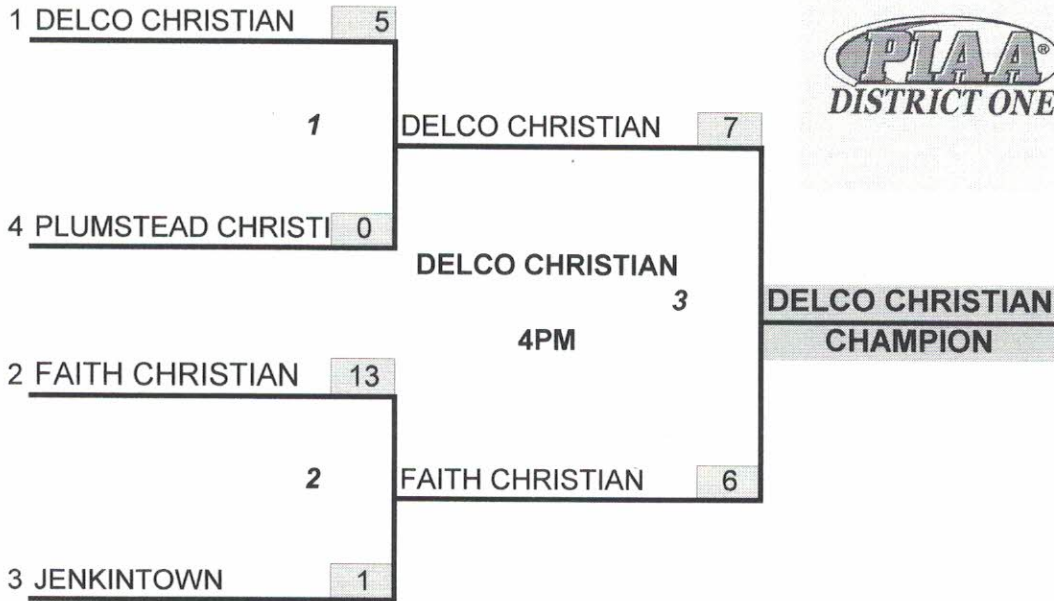 1 DELCO CHRISTIAN 5
PIAA®
DISTRICT ONE
1
DELCO CHRISTIAN 7
4 PLUMSTEAD CHRISTI 0
DELCO CHRISTIAN
3
4PM
DELCO CHRISTIAN
CHAMPION
2 FAITH CHRISTIAN 13
2
FAITH CHRISTIAN 6
3 JENKINTOWN 1